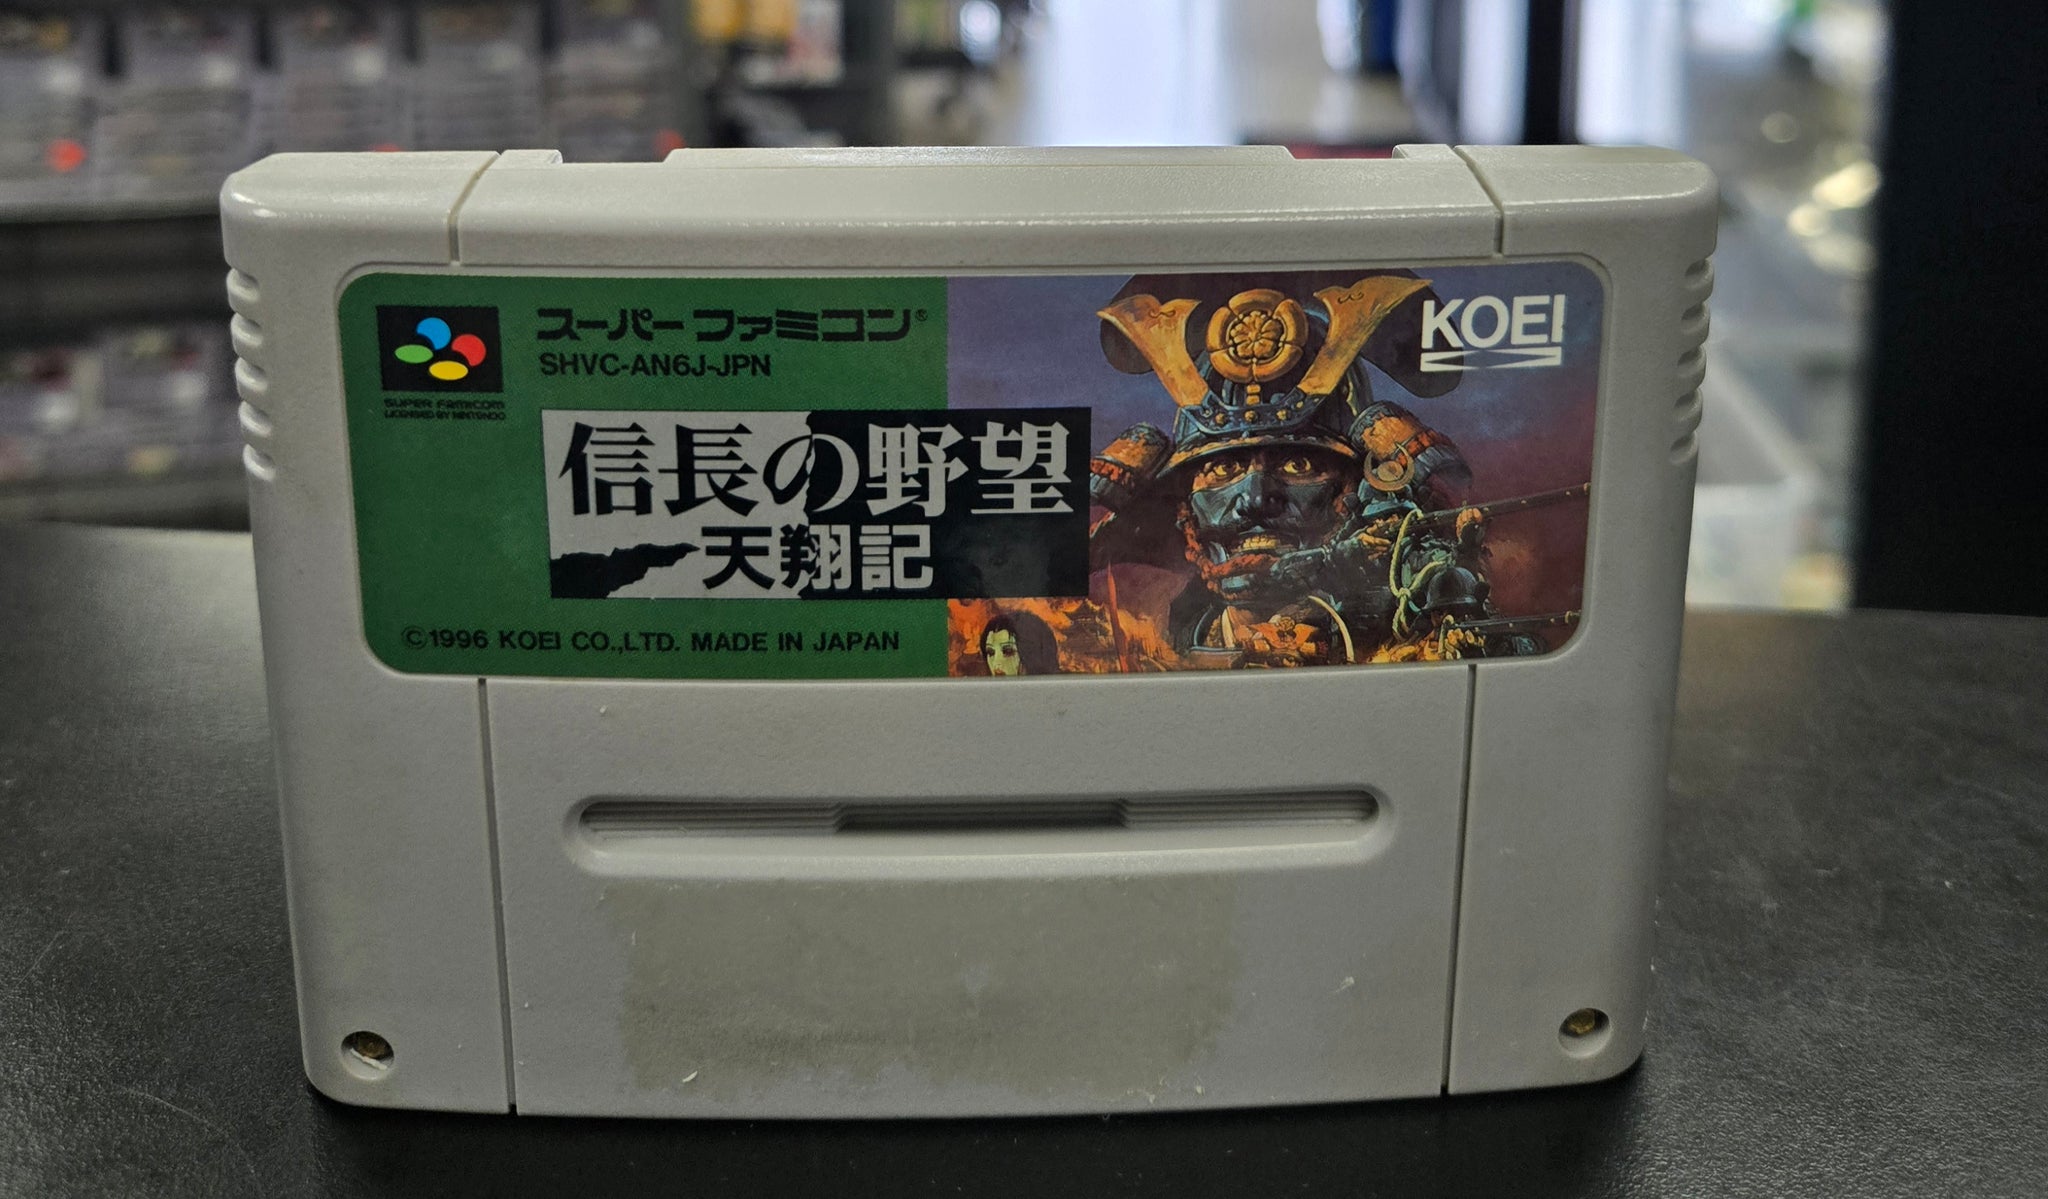 スーパーファミコン®
SHVC-AN6J-JPN
KOEI
SUPER FAMICOM
LICENSED BY NINTENDO
信長の野望
天翔記
©1996 KOEI CO.,LTD. MADE IN JAPAN